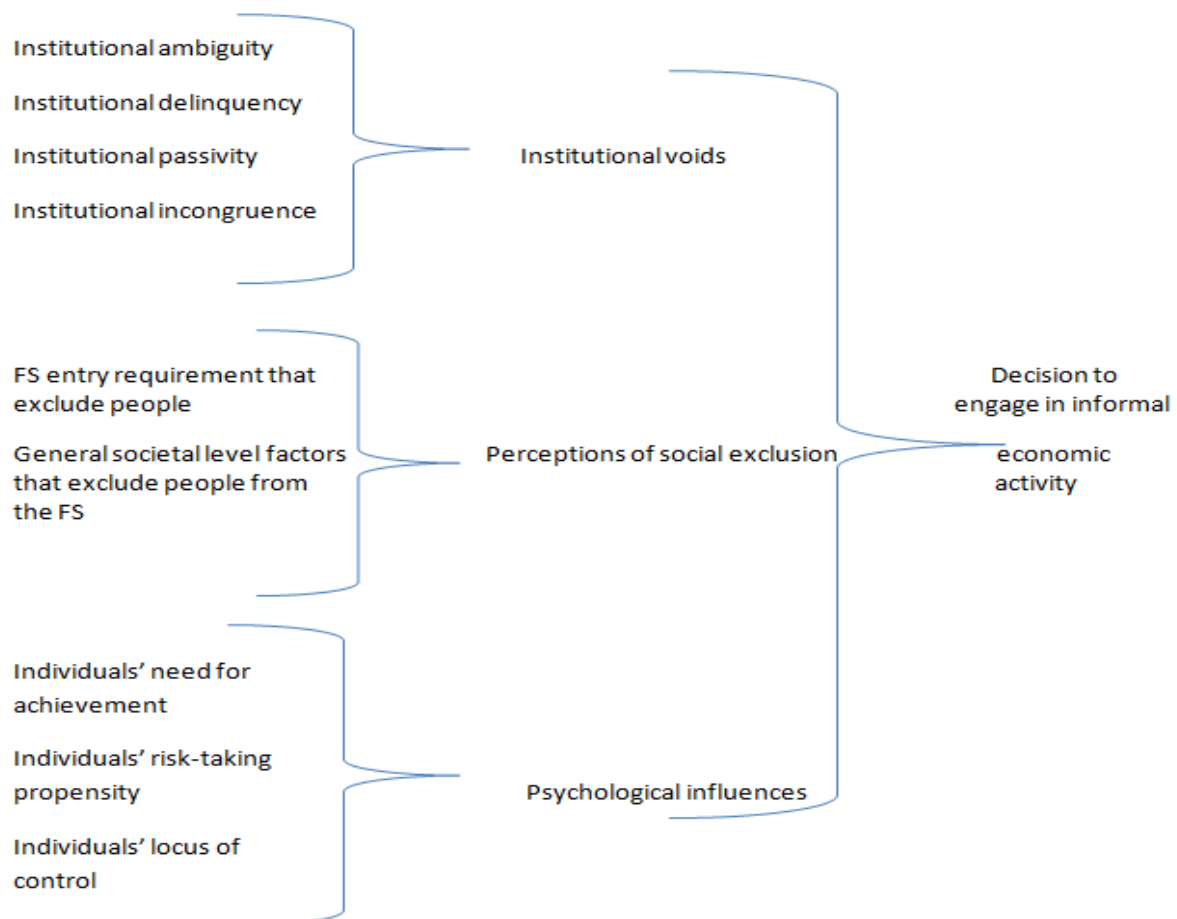 Institutional ambiguity
Institutional delinquency
Institutional passivity
Institutional incongruence
Institutional voids
FS entry requirement that
exclude people
General societal level factors
that exclude people from
the FS
Perceptions of social exclusion
Individuals’ need for
achievement
Individuals’ risk-taking
propensity
Individuals’ locus of
control
Psychological influences
Decision to
engage in informal
economic
activity